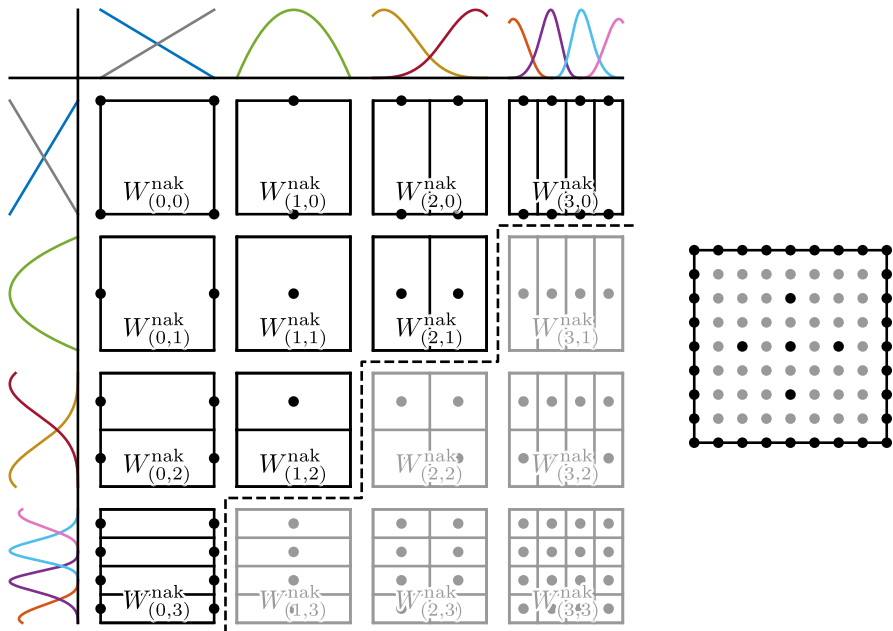 W^nak_(0,0) W^nak_(1,0) W^nak_(2,0) W^nak_(3,0)
W^nak_(0,1) W^nak_(1,1) W^nak_(2,1) W^nak_(3,1)
W^nak_(0,2) W^nak_(1,2) W^nak_(2,2) W^nak_(3,2)
W^nak_(0,3) W^nak_(1,3) W^nak_(2,3) W^nak_(3,3)